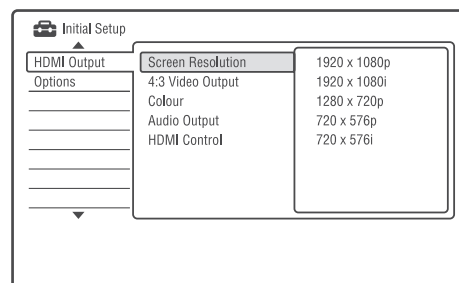 Initial Setup
HDMI Output
Options
Screen Resolution
4:3 Video Output
Colour
Audio Output
HDMI Control
1920 x 1080p
1920 x 1080i
1280 x 720p
720 x 576p
720 x 576i